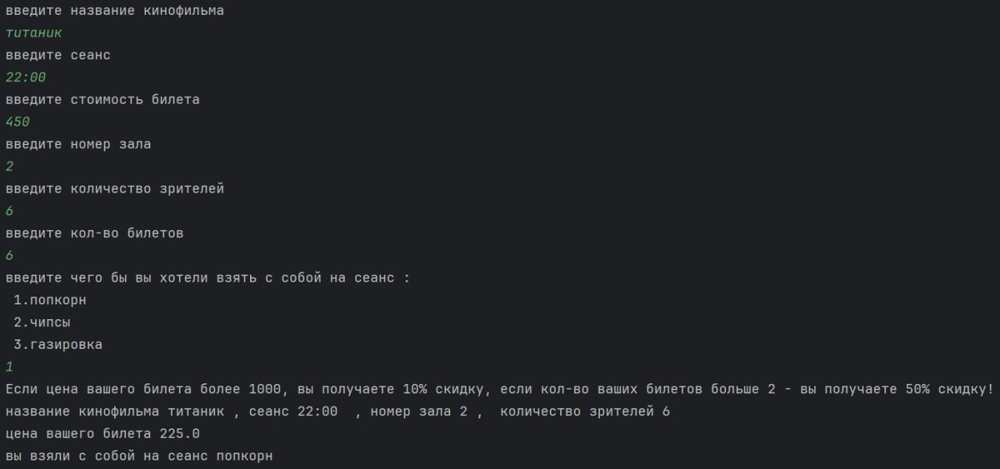 введите название кинофильма
титаник
введите сеанс
22:00
введите стоимость билета
450
введите номер зала
2
введите количество зрителей
6
введите кол-во билетов
6
введите чего бы вы хотели взять с собой на сеанс :
1.попкорн
2.чипсы
3.газировка
1
Если цена вашего билета более 1000, вы получаете 10% скидку, если кол-во ваших билетов больше 2 - вы получаете 50% скидку!
название кинофильма титаник , сеанс 22:00  , номер зала 2 ,  количество зрителей 6
цена вашего билета 225.0
вы взяли с собой на сеанс попкорн